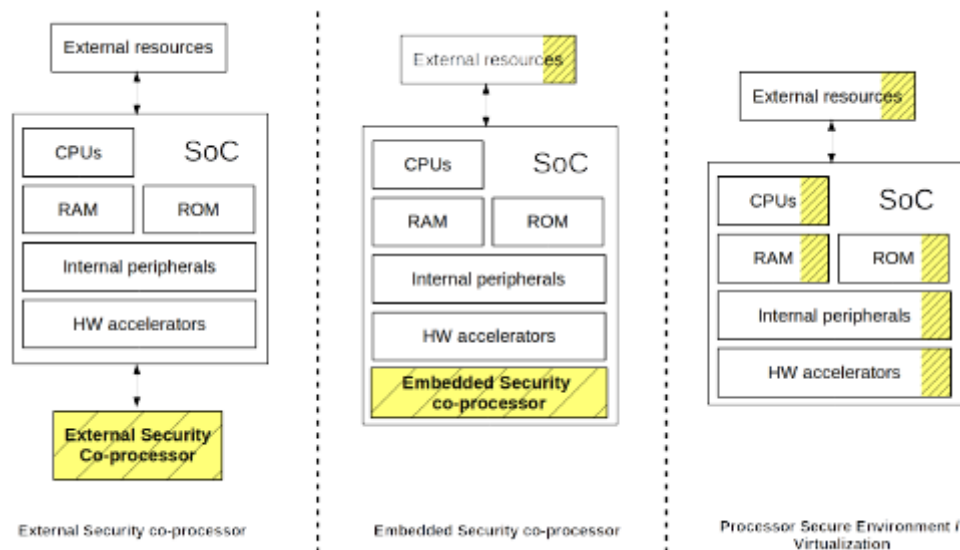 External resources
CPUs
SoC
RAM
ROM
Internal peripherals
HW accelerators
External Security
Co-processor
External Security co-processor
External resources
CPUs
SoC
RAM
ROM
Internal peripherals
HW accelerators
Embedded Security
co-processor
Embedded Security co-processor
External resources
CPUs
SoC
RAM
ROM
Internal peripherals
HW accelerators
Processor Secure Environment /
Virtualization